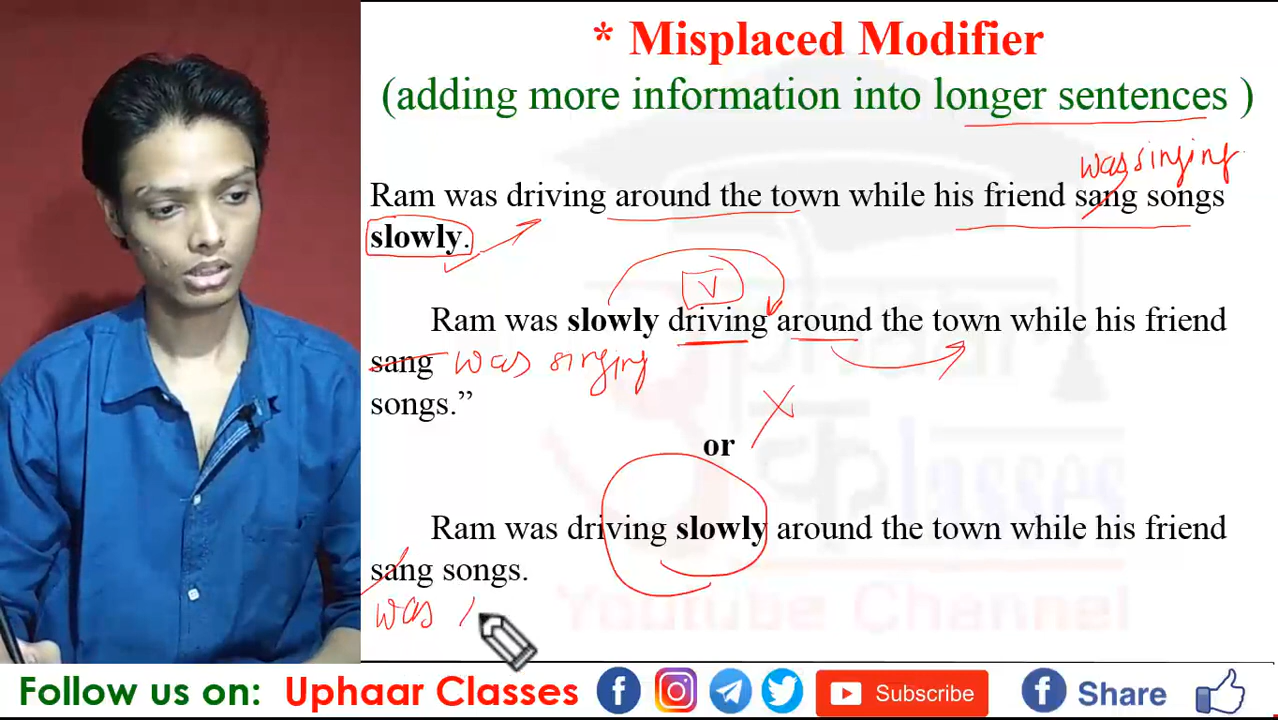 * Misplaced Modifier
(adding more information into longer sentences )
was singing
Ram was driving around the town while his friend sang songs
slowly.
Ram was slowly driving around the town while his friend
sang was singing
songs.”
or
Ram was driving slowly around the town while his friend
sang songs.
was
Youtube Channel
Follow us on: Uphaar Classes Subscribe Share